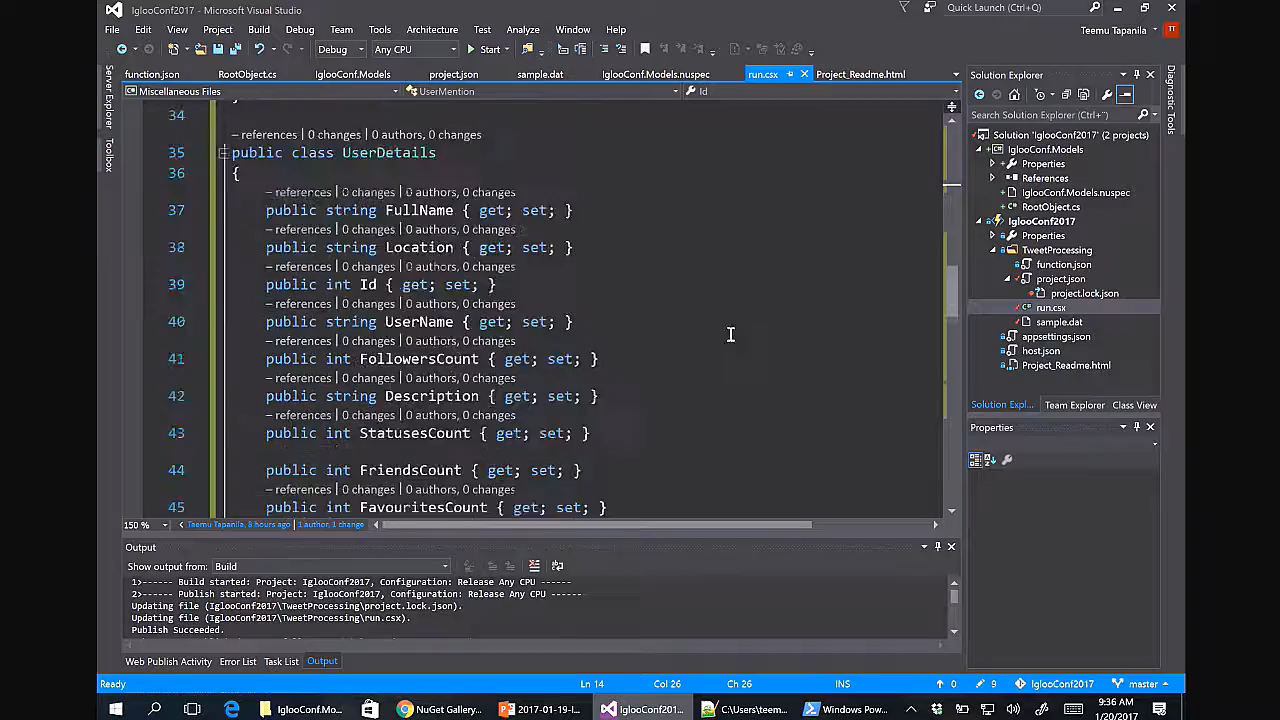 IglooConf2017 - Microsoft Visual Studio
Quick Launch (Ctrl+Q)
File Edit View Project Build Debug Team Tools Architecture Test Analyze Window Help
Teemu Tapanila TT
Debug Any CPU Start
Server Explorer
Toolbox
function.json RootObject.cs IglooConf.Models project.json sample.dat IglooConf.Models.nuspec run.csx Project_Readme.html
Miscellaneous Files UserMention Id
34
– references | 0 changes | 0 authors, 0 changes
35 public class UserDetails
36 {
– references | 0 changes | 0 authors, 0 changes
37 public string FullName { get; set; }
– references | 0 changes | 0 authors, 0 changes
38 public string Location { get; set; }
– references | 0 changes | 0 authors, 0 changes
39 public int Id { get; set; }
– references | 0 changes | 0 authors, 0 changes
40 public string UserName { get; set; }
– references | 0 changes | 0 authors, 0 changes
41 public int FollowersCount { get; set; }
– references | 0 changes | 0 authors, 0 changes
42 public string Description { get; set; }
– references | 0 changes | 0 authors, 0 changes
43 public int StatusesCount { get; set; }
44 public int FriendsCount { get; set; }
– references | 0 changes | 0 authors, 0 changes
45 public int FavouritesCount { get; set; }
150 % Teemu Tapanila, 8 hours ago | 1 author, 1 change
Output
Show output from: Build
1>------ Build started: Project: IglooConf2017, Configuration: Release Any CPU ------
2>------ Publish started: Project: IglooConf2017, Configuration: Release Any CPU ------
Updating file (IglooConf2017\TweetProcessing\project.lock.json).
Updating file (IglooConf2017\TweetProcessing\run.csx).
Publish Succeeded.
Web Publish Activity Error List Task List Output
Solution Explorer
Search Solution Explorer (Ctrl+")
Solution 'IglooConf2017' (2 projects)
IglooConf.Models
Properties
References
IglooConf.Models.nuspec
RootObject.cs
IglooConf2017
Properties
TweetProcessing
function.json
project.json
project.lock.json
run.csx
sample.dat
appsettings.json
host.json
Project_Readme.html
Solution Expl... Team Explorer Class View
Properties
Diagnostic Tools
Ready Ln 14 Col 26 Ch 26 INS 0 9 IglooConf2017 master
IglooConf.Mo... NuGet Gallery... 2017-01-19-I... IglooConf201... C:\Users\teem... Windows Pow...
9:36 AM
1/20/2017